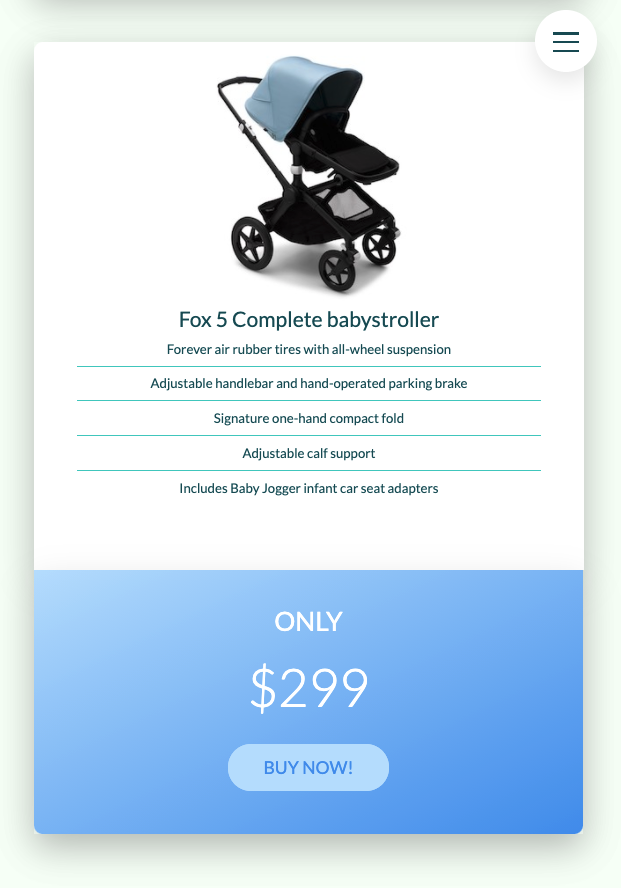 Fox 5 Complete babystroller
Forever air rubber tires with all-wheel suspension
Adjustable handlebar and hand-operated parking brake
Signature one-hand compact fold
Adjustable calf support
Includes Baby Jogger infant car seat adapters
ONLY
$299
BUY NOW!